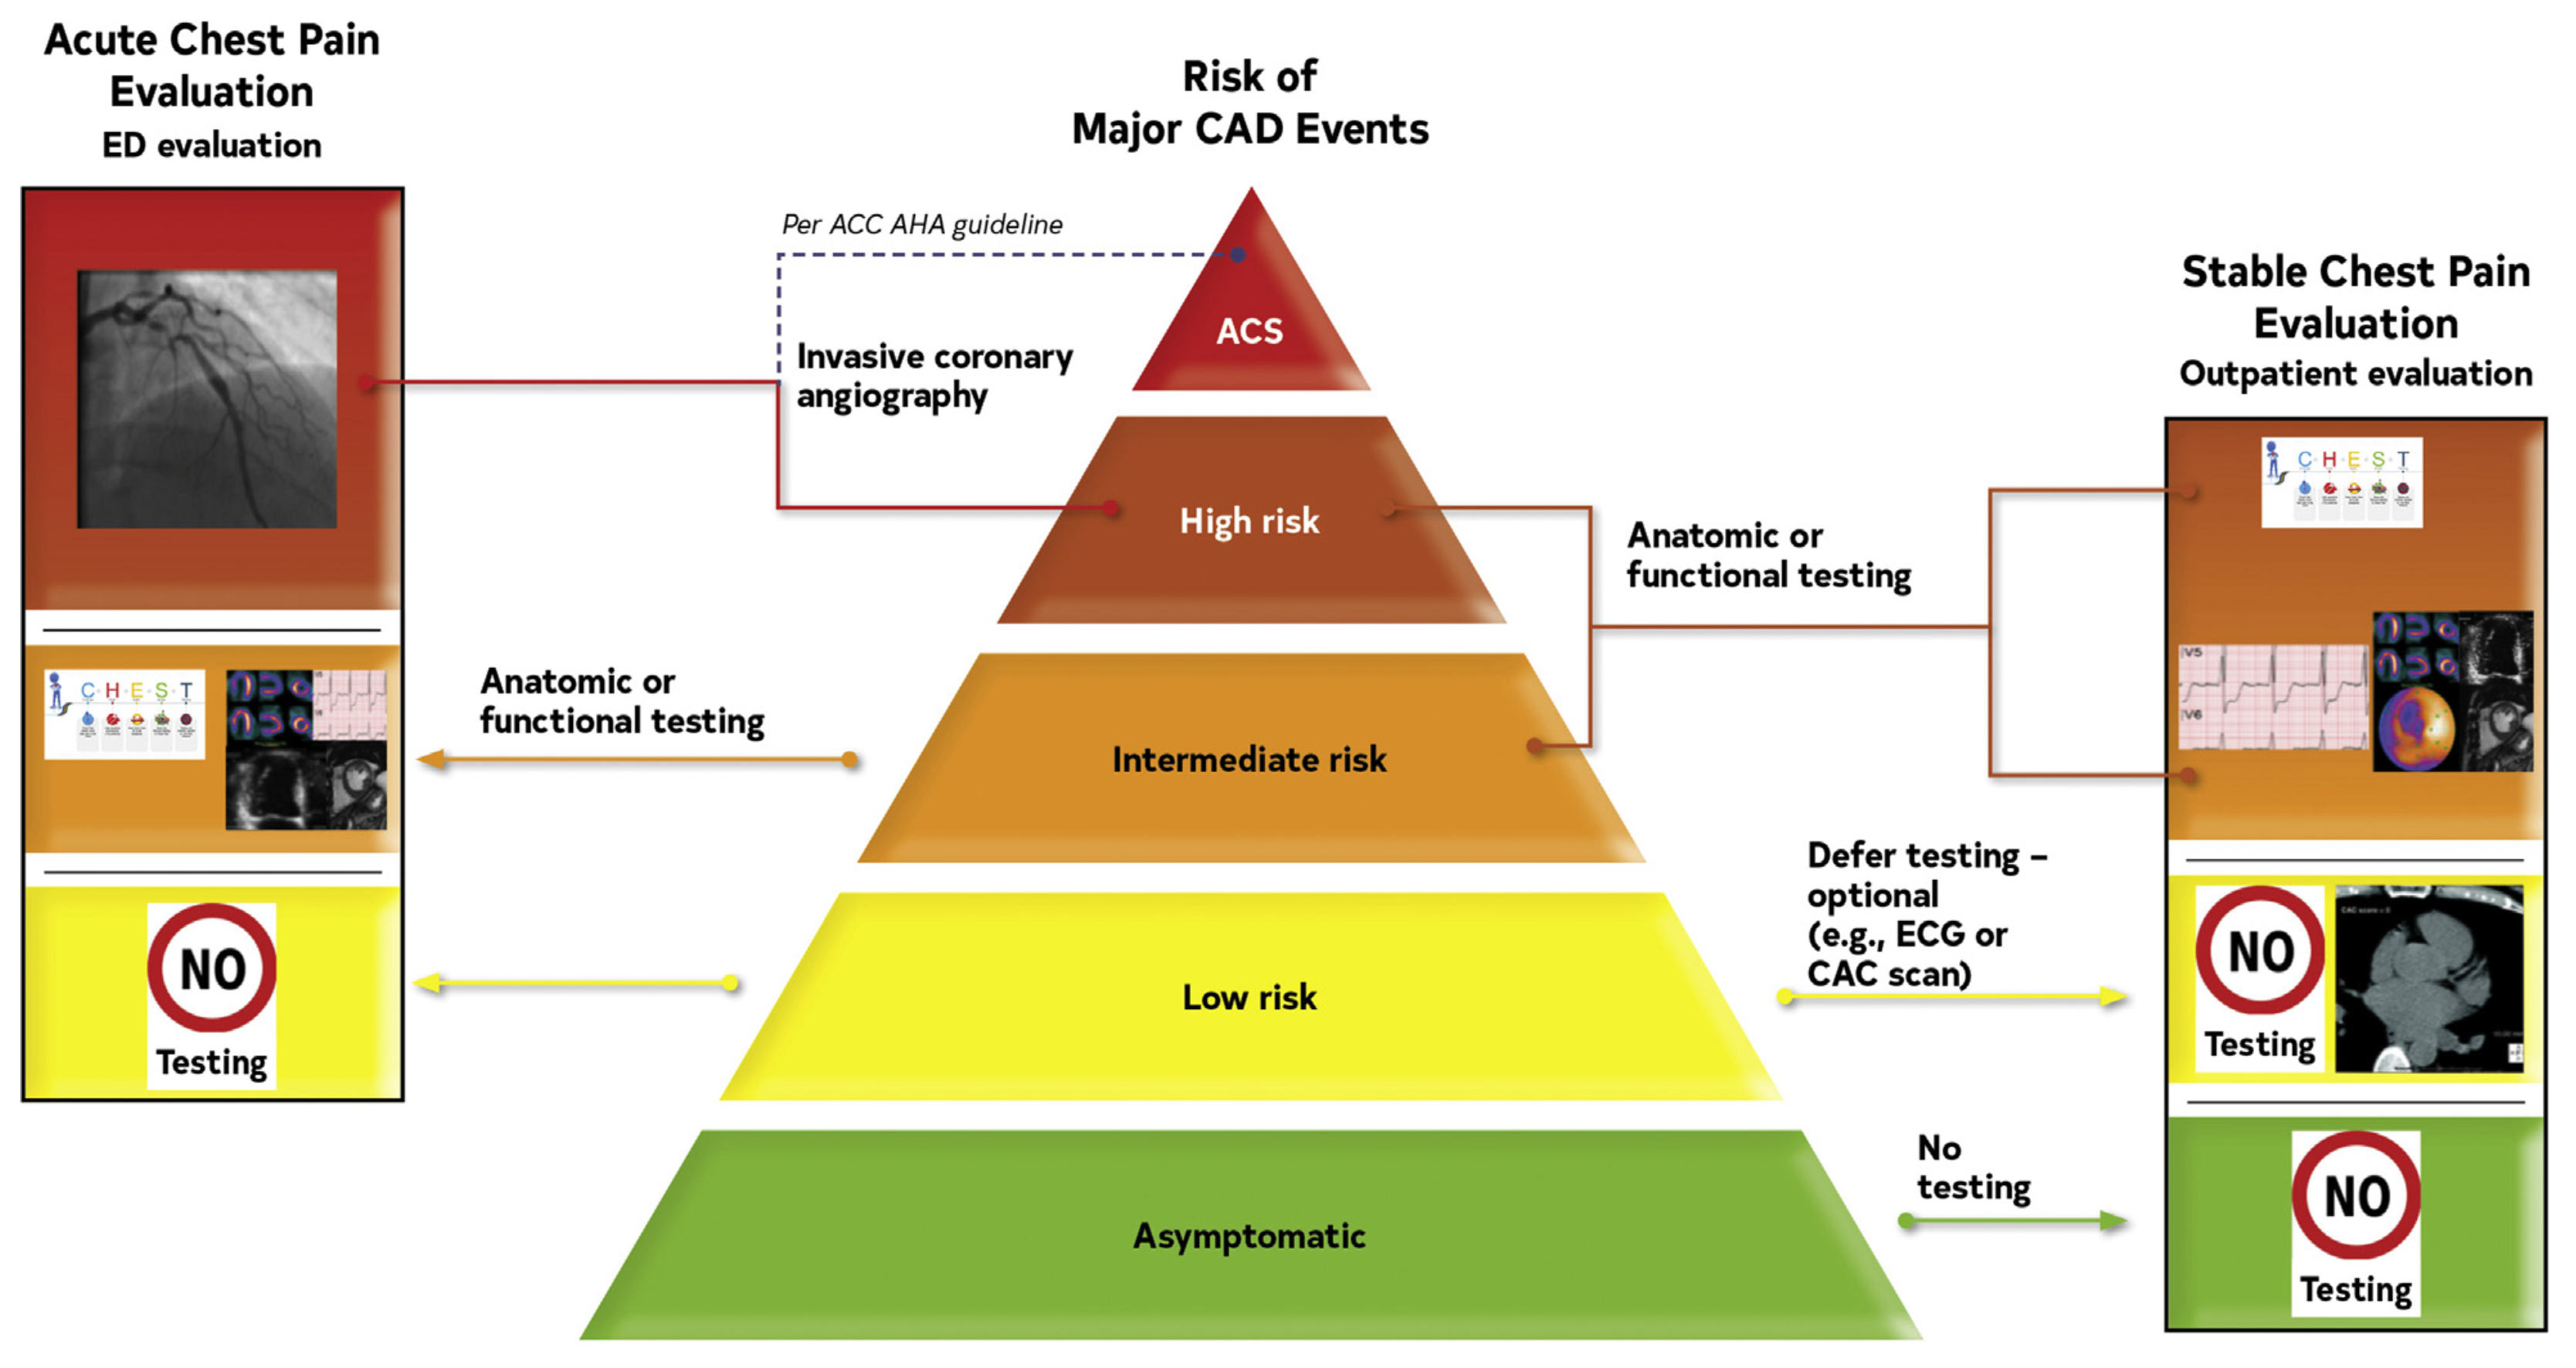 Acute Chest Pain
Evaluation
ED evaluation
Risk of
Major CAD Events
Per ACC AHA guideline
Invasive coronary
angiography
ACS
Stable Chest Pain
Evaluation
Outpatient evaluation
High risk
Anatomic or
functional testing
C H E S T
V5
V6
C H E S T
Anatomic or
functional testing
Intermediate risk
Defer testing –
optional
(e.g., ECG or
CAC scan)
NO
Testing
Low risk
NO
Testing
CAC score = 0
Asymptomatic
No
testing
NO
Testing